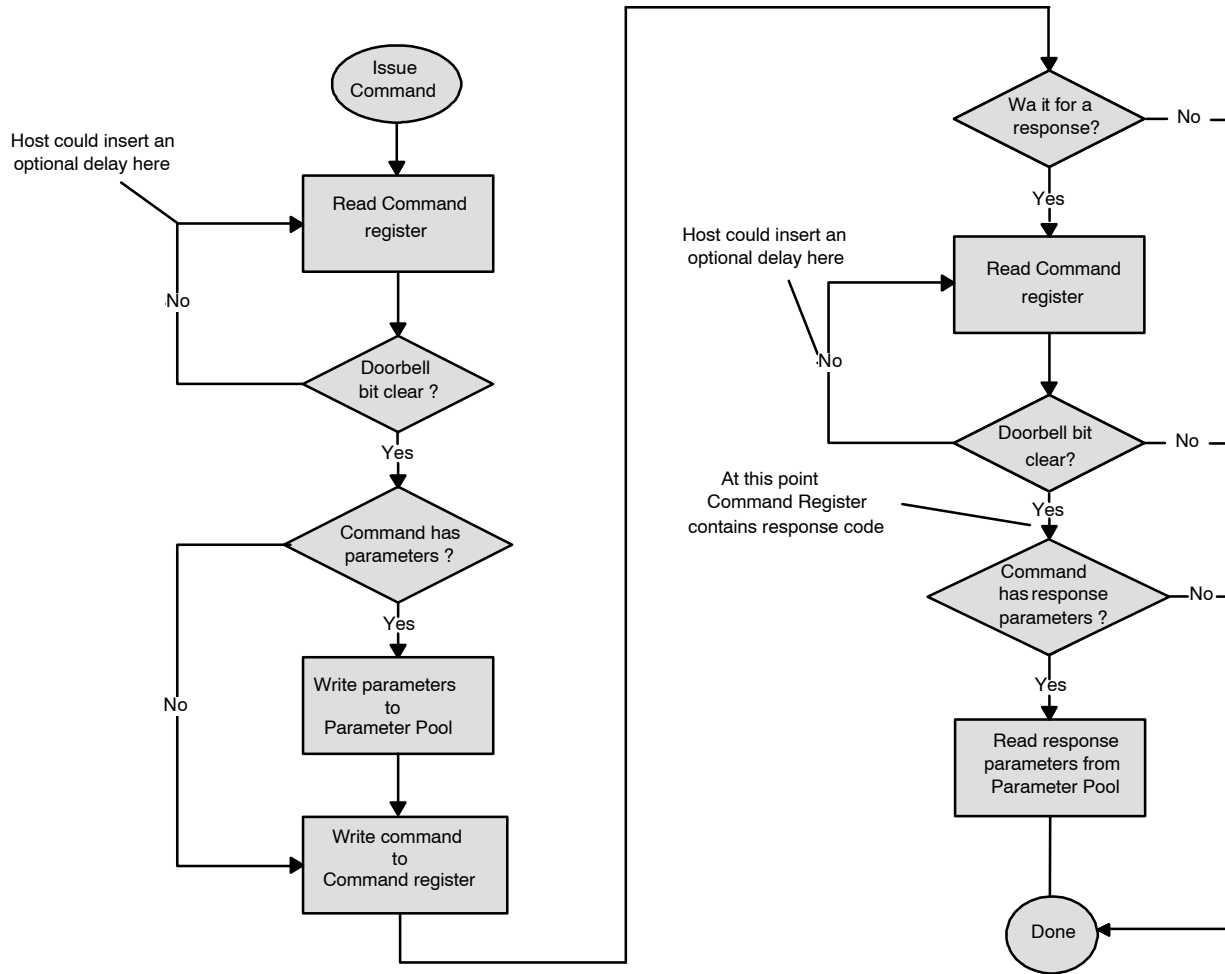 Issue
Command
Host could insert an
optional delay here
Read Command
register
No
Doorbell
bit clear ?
Yes
Command has
parameters ?
Yes
No
Write parameters
to
Parameter Pool
Write command
to
Command register
Wa it for a
response?
No
Yes
Host could insert an
optional delay here
Read Command
register
No
Doorbell bit
clear?
No
At this point
Command Register
contains response code
Yes
Command
has response
parameters ?
No
Yes
Read response
parameters from
Parameter Pool
Done